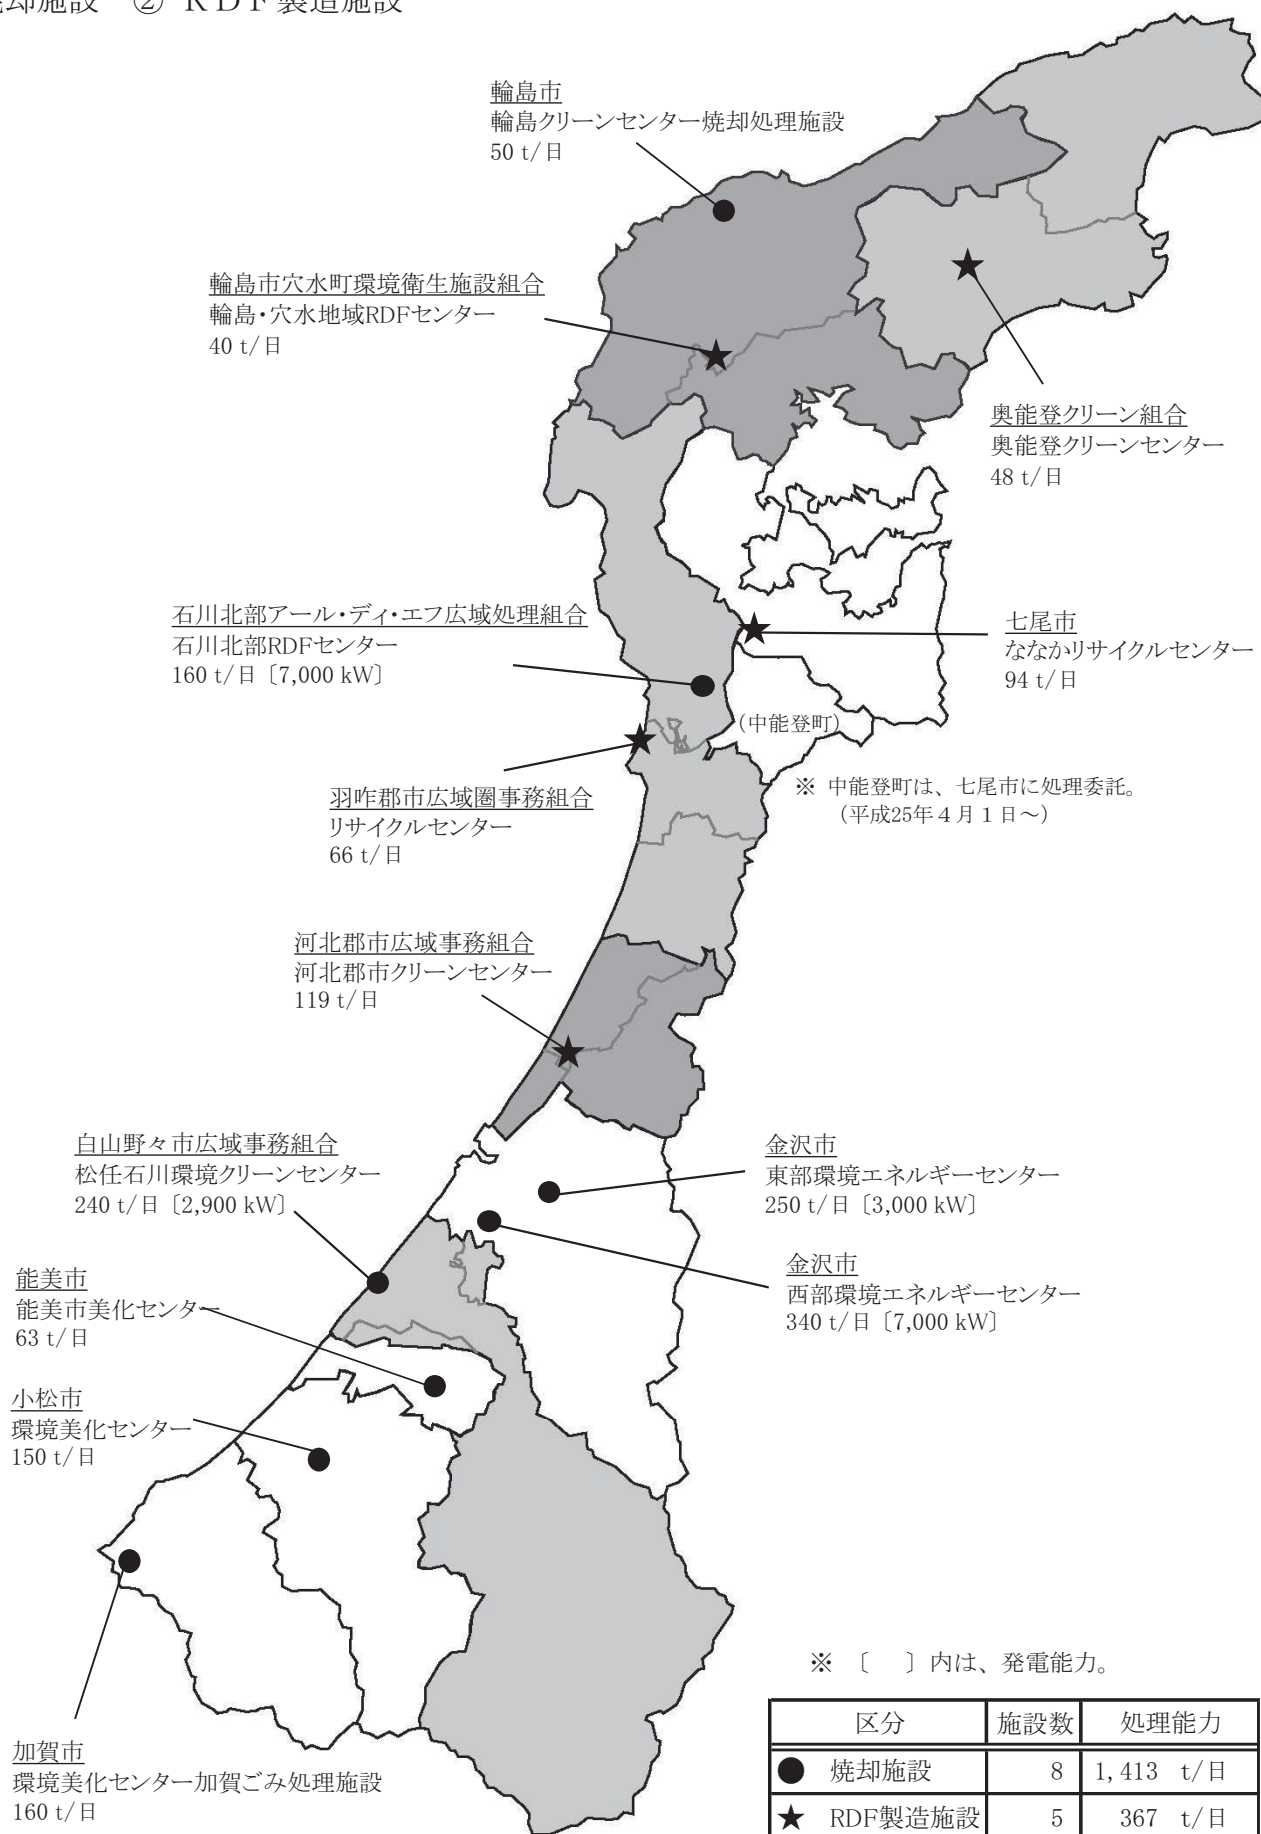 却施設　② ＲＤＦ製造施設
輪島市
輪島クリーンセンター焼却処理施設
50 t/日
輪島市穴水町環境衛生施設組合
輪島・穴水地域RDFセンター
40 t/日
奥能登クリーン組合
奥能登クリーンセンター
48 t/日
石川北部アール・ディ・エフ広域処理組合
石川北部RDFセンター
160 t/日〔7,000 kW〕
七尾市
ななかリサイクルセンター
94 t/日
(中能登町)
※ 中能登町は、七尾市に処理委託。
（平成25年４月１日～）
羽咋郡市広域圏事務組合
リサイクルセンター
66 t/日
河北郡市広域事務組合
河北郡市クリーンセンター
119 t/日
白山野々市広域事務組合
松任石川環境クリーンセンター
240 t/日〔2,900 kW〕
金沢市
東部環境エネルギーセンター
250 t/日〔3,000 kW〕
金沢市
西部環境エネルギーセンター
340 t/日〔7,000 kW〕
能美市
能美市美化センター
63 t/日
小松市
環境美化センター
150 t/日
加賀市
環境美化センター加賀ごみ処理施設
160 t/日
※ 〔　〕内は、発電能力。
区分 施設数 処理能力
● 焼却施設 8 1,413 t/日
★ RDF製造施設 5 367 t/日